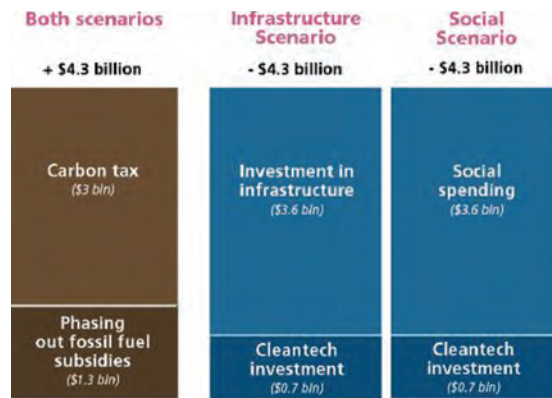 Both scenarios
+ $4.3 billion
Carbon tax
($3 bln)
Phasing
out fossil fuel
subsidies
($1.3 bln)
Infrastructure
Scenario
- $4.3 billion
Investment in
infrastructure
($3.6 bln)
Cleantech
investment
($0.7 bln)
Social
Scenario
- $4.3 billion
Social
spending
($3.6 bln)
Cleantech
investment
($0.7 bln)